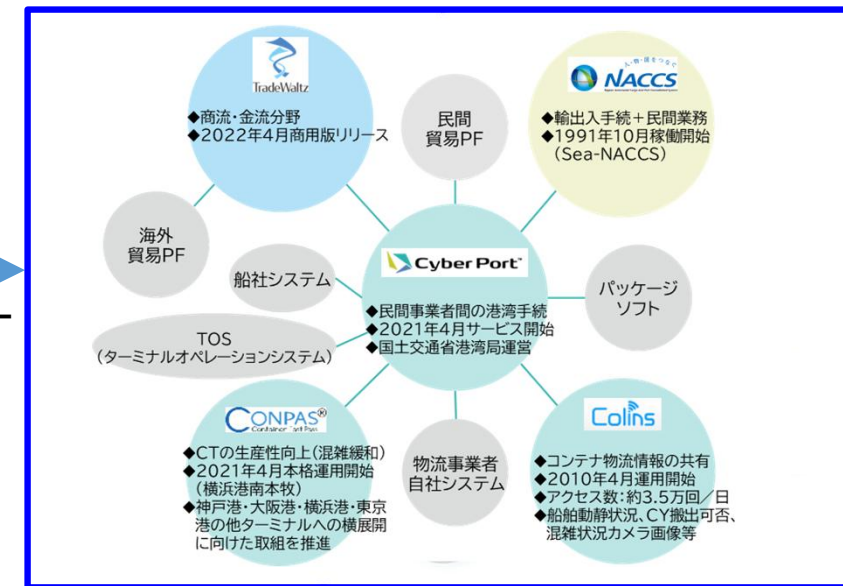 TradeWaltz
◆商流・金流分野
◆2022年4月商用版リリース
民間
貿易PF
人・物・国をつなぐ
NACCS
◆輸出入手続+民間業務
◆1991年10月稼働開始
(Sea-NACCS)
海外
貿易PF
船社システム
TOS
(ターミナルオペレーションシステム)
Cyber Port™
◆民間事業者間の港湾手続
◆2021年4月サービス開始
◆国土交通省港湾局運営
パッケージ
ソフト
CONPAS®
Container Fast Pass
◆CTの生産性向上(混雑緩和)
◆2021年4月本格運用開始
(横浜港南本牧)
◆神戸港・大阪港・横浜港・東京
港の他ターミナルへの横展開
に向けた取組を推進
物流事業者
自社システム
Colins
◆コンテナ物流情報の共有
◆2010年4月運用開始
◆アクセス数:約3.5万回/日
◆船舶動静状況、CY搬出可否、
混雑状況カメラ画像等